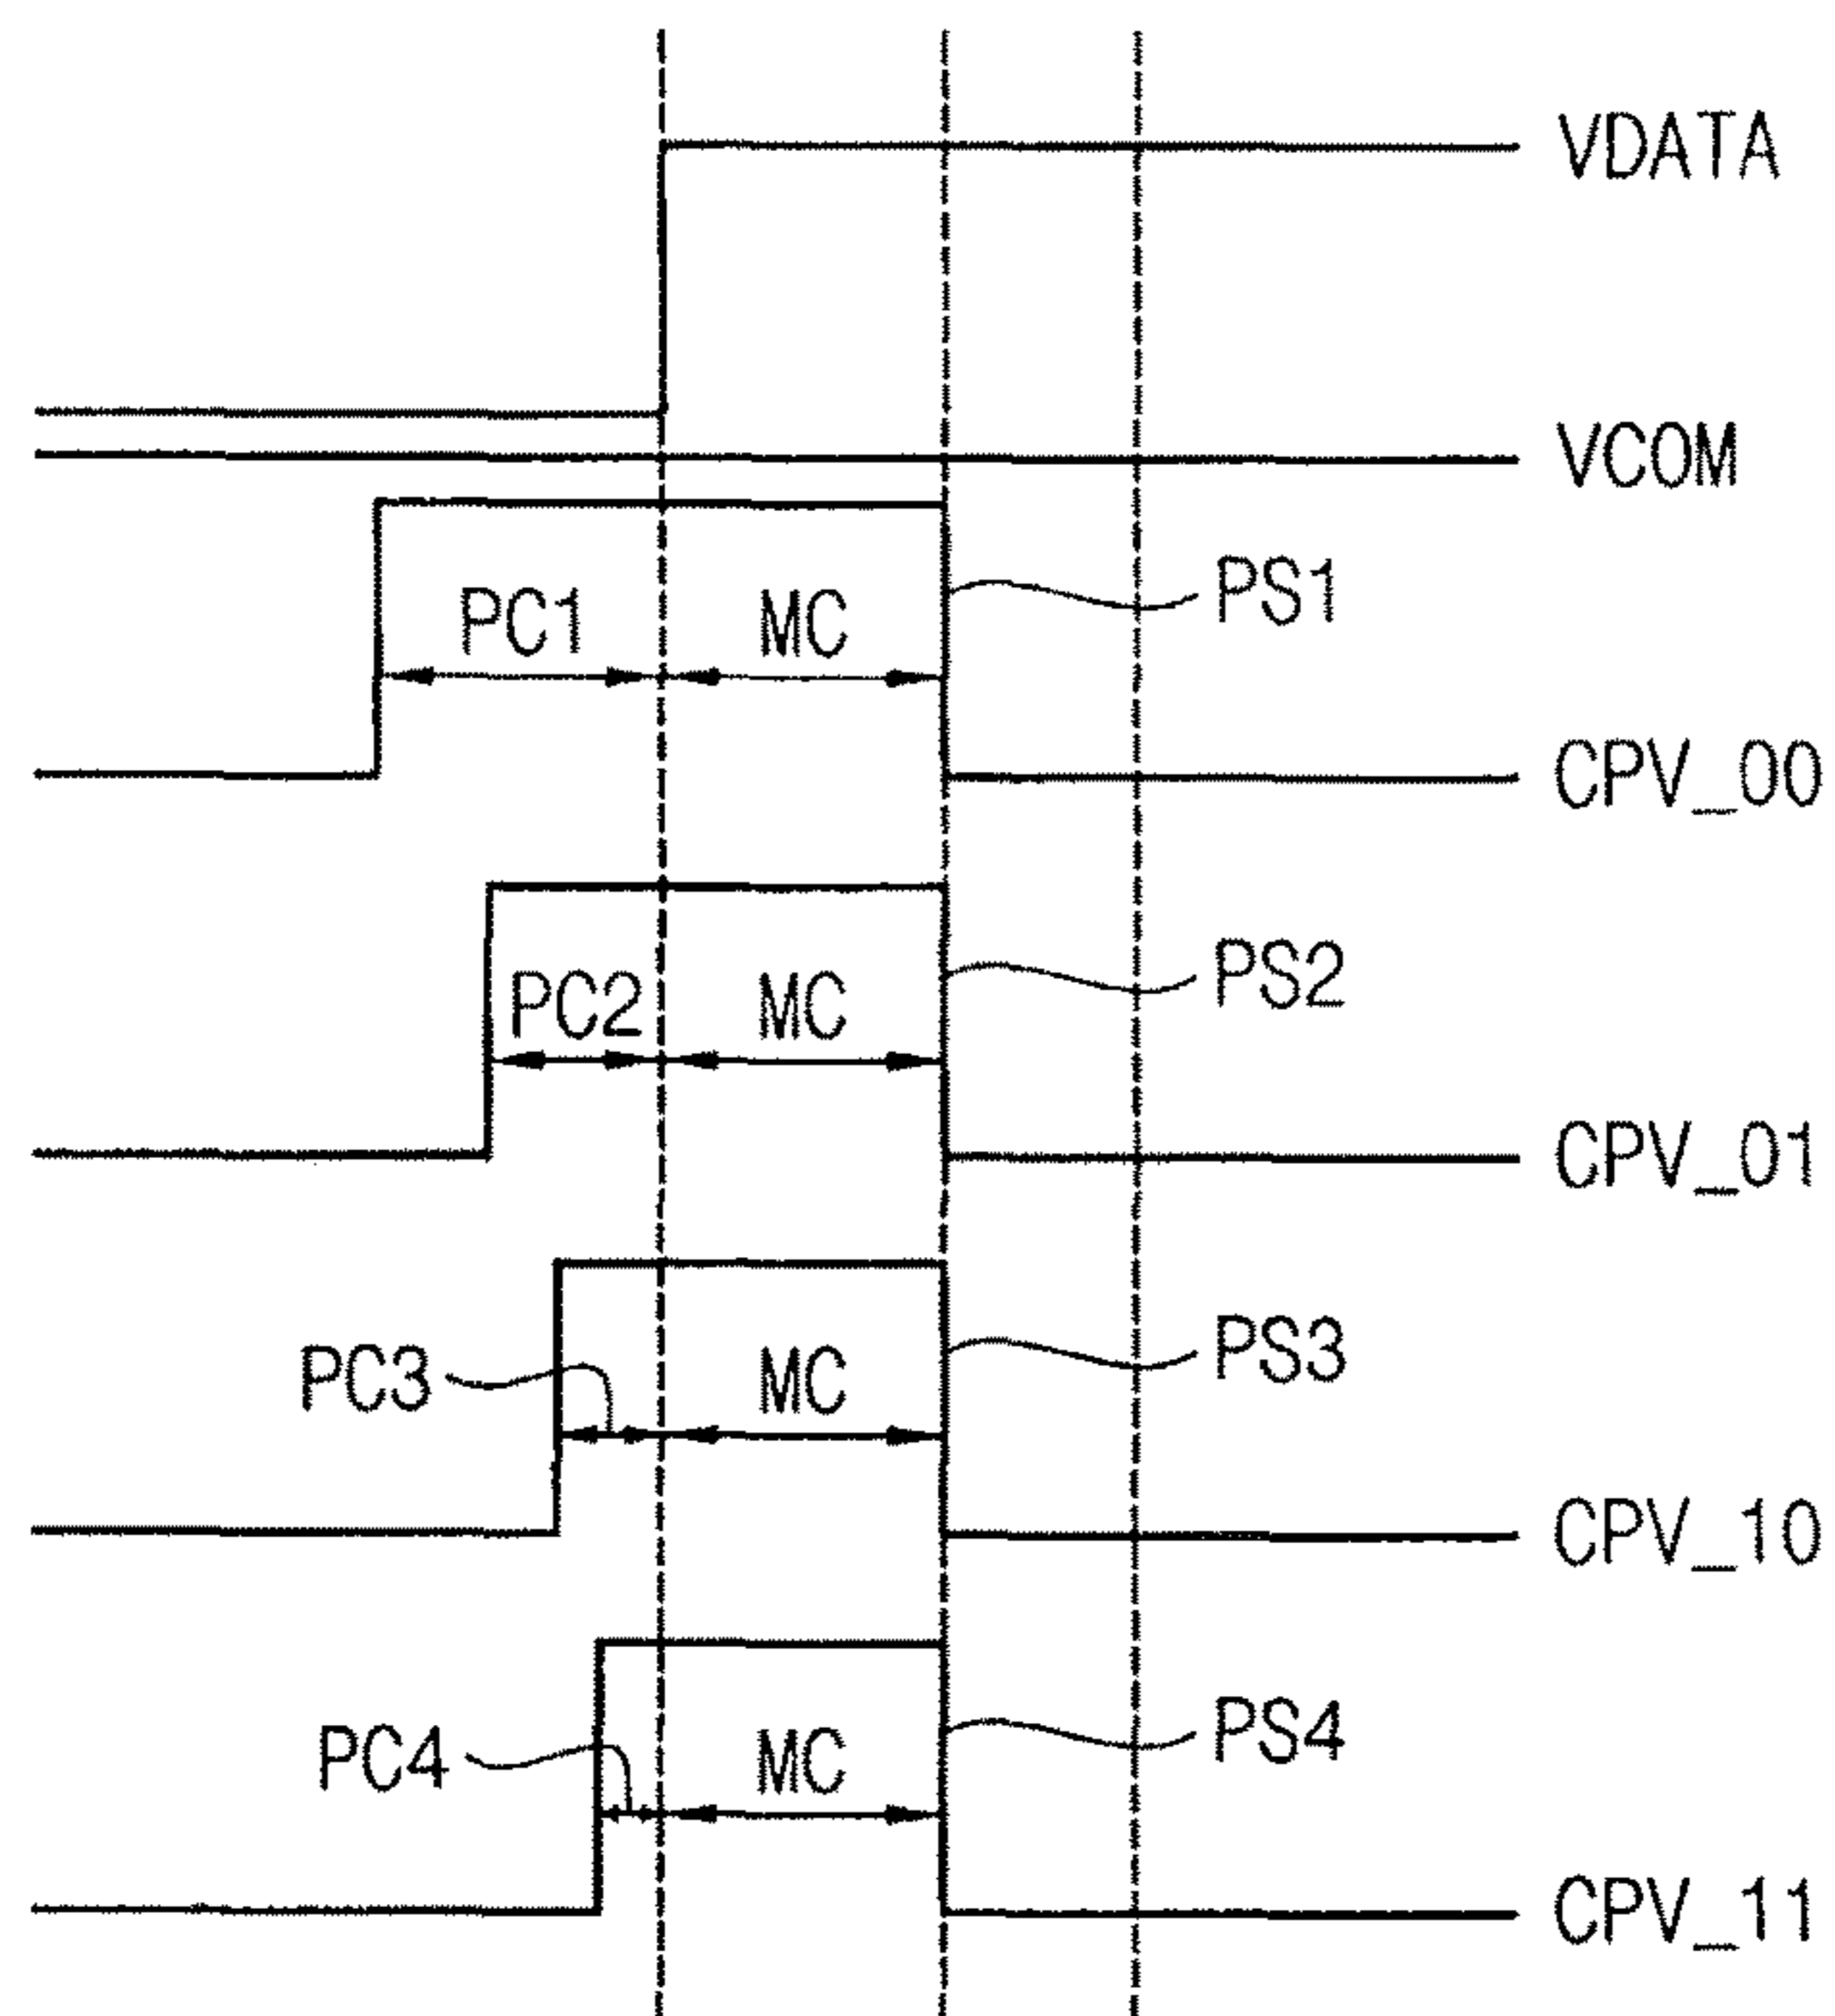 VDATA
VCOM
PC1 MC PS1
CPV_00
PC2 MC PS2
CPV_01
PC3 MC PS3
CPV_10
PC4 MC PS4
CPV_11